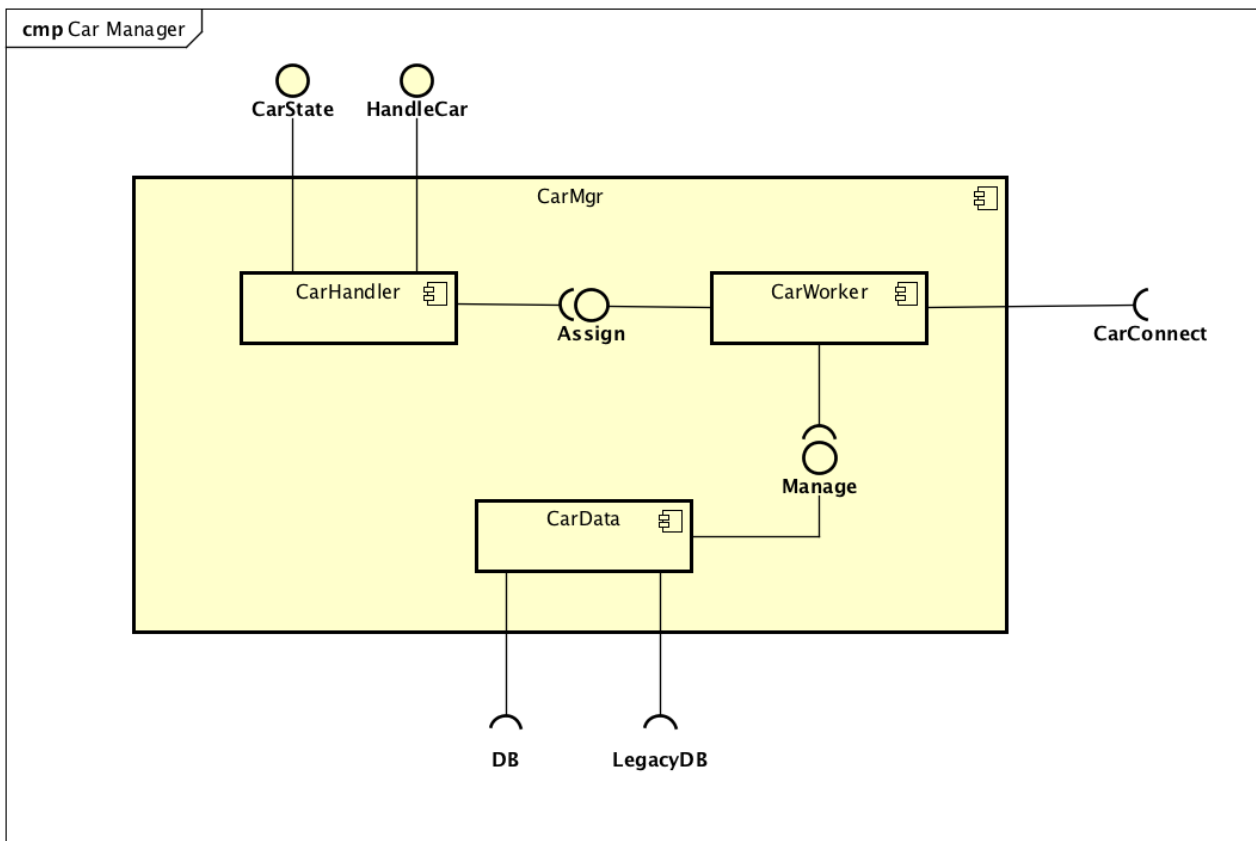 cmp Car Manager
CarState
HandleCar
CarMgr
CarHandler
CarWorker
Assign
CarConnect
Manage
CarData
DB
LegacyDB